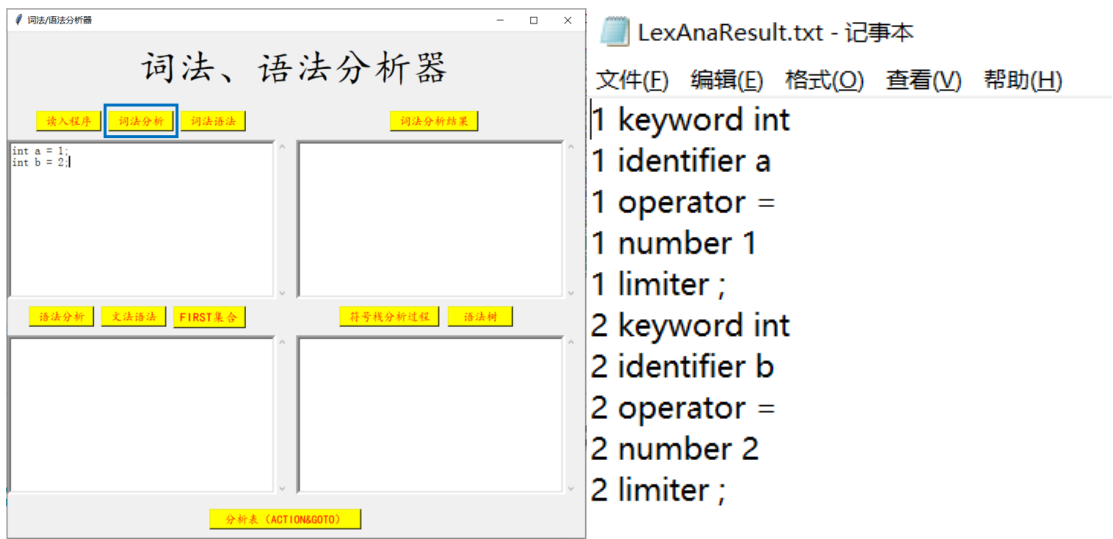 词法/语法分析器
词法、语法分析器
读入程序 词法分析 词法语法 词法分析结果
int a = 1;
int b = 2;
语法分析 文法语法 FIRST集合 符号栈分析过程 语法树
分析表（ACTION&GOTO）
LexAnaResult.txt - 记事本
文件(F) 编辑(E) 格式(O) 查看(V) 帮助(H)
1 keyword int
1 identifier a
1 operator =
1 number 1
1 limiter ;
2 keyword int
2 identifier b
2 operator =
2 number 2
2 limiter ;